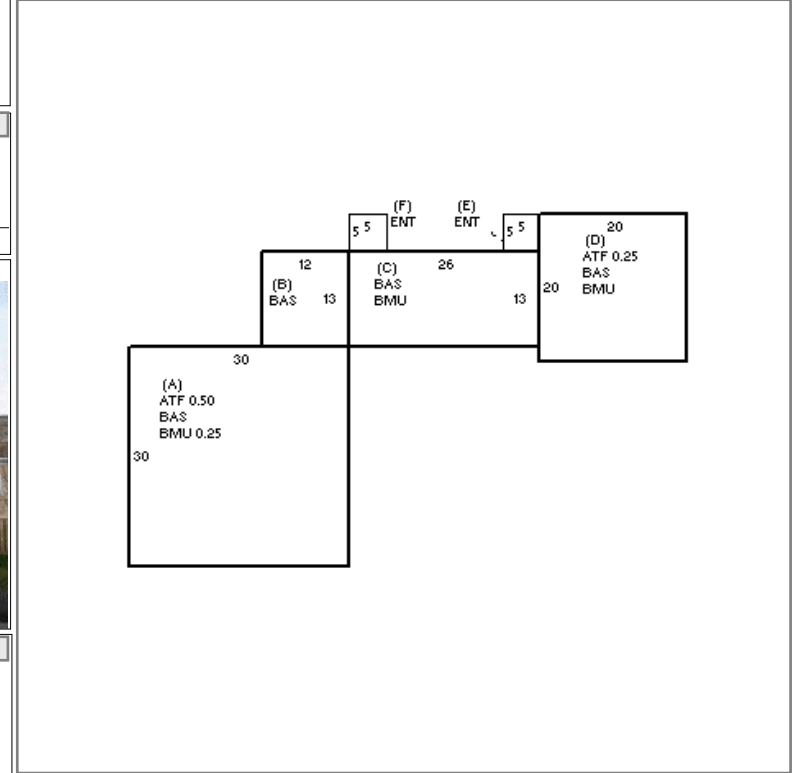 (F)
ENT
(E)
ENT
5 5
5 5
20
(D)
ATF 0.25
BAS
BMU
20
12
(B)
BAS
13
(C)
BAS
BMU
26
13
30
(A)
ATF 0.50
BAS
BMU 0.25
30